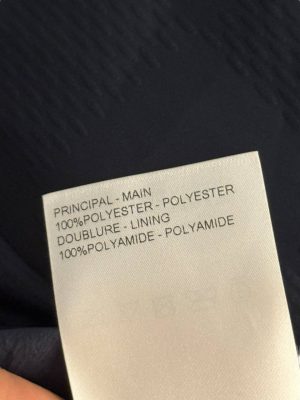 PRINCIPAL - MAIN
100%POLYESTER - POLYESTER
DOUBLURE - LINING
100%POLYAMIDE - POLYAMIDE